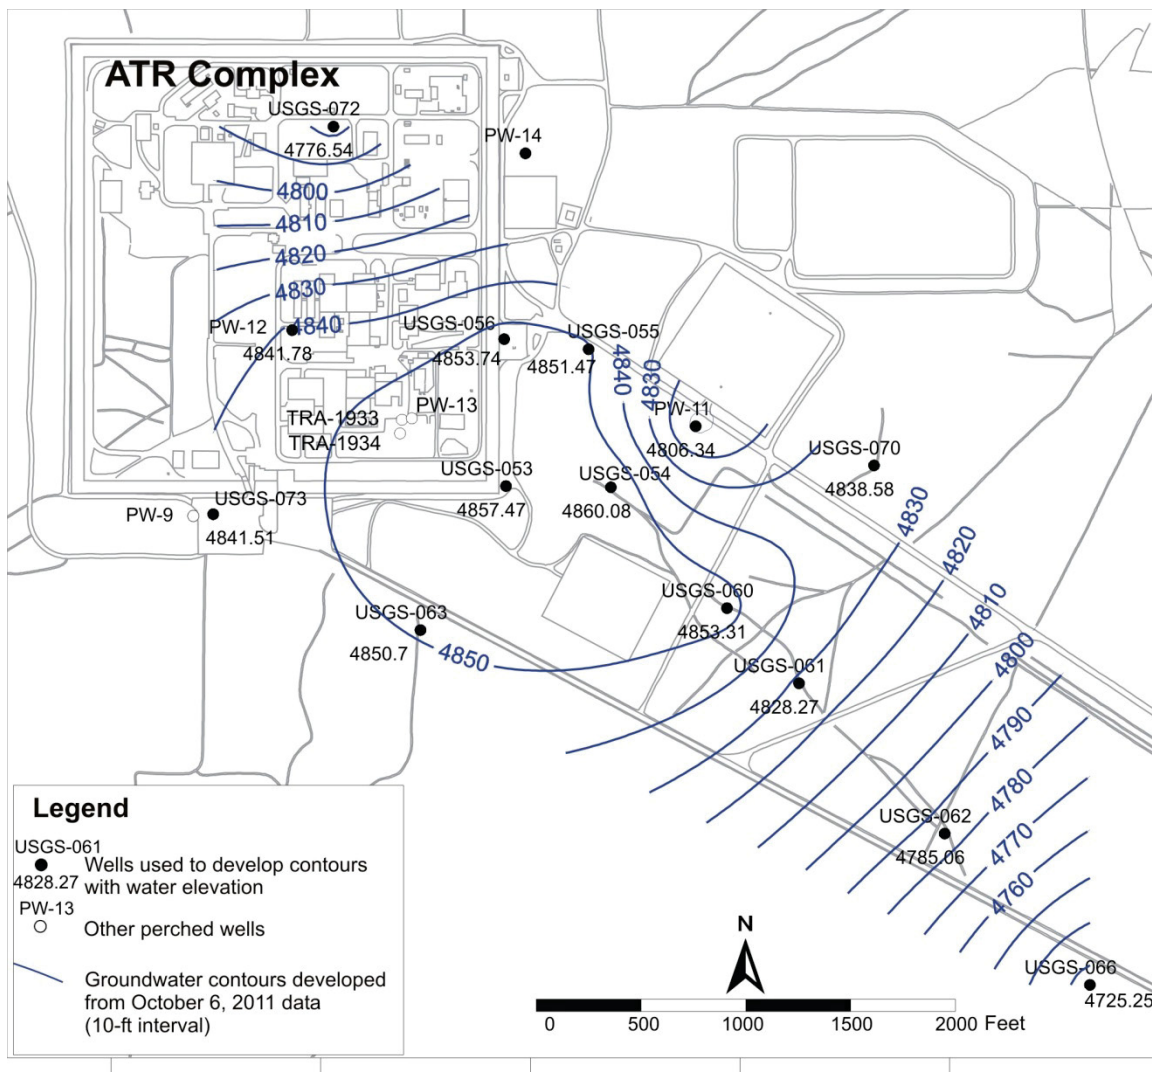 ATR Complex
USGS-072
4776.54
PW-14
4800
4810
4820
4830
4840
PW-12
4841.78
USGS-056
4853.74
USGS-055
4851.47
4840
4830
PW-11
4806.34
PW-13
TRA-1933
TRA-1934
USGS-070
4838.58
USGS-053
4857.47
USGS-054
4860.08
USGS-073
PW-9
4841.51
4830
4820
4810
4800
USGS-060
4853.31
USGS-063
4850.7
4850
USGS-061
4828.27
4790
4780
4770
4760
USGS-062
4785.06
USGS-066
4725.25
Legend
USGS-061
Wells used to develop contours
4828.27 with water elevation
PW-13
Other perched wells
Groundwater contours developed
from October 6, 2011 data
(10-ft interval)
N
0 500 1000 1500 2000 Feet